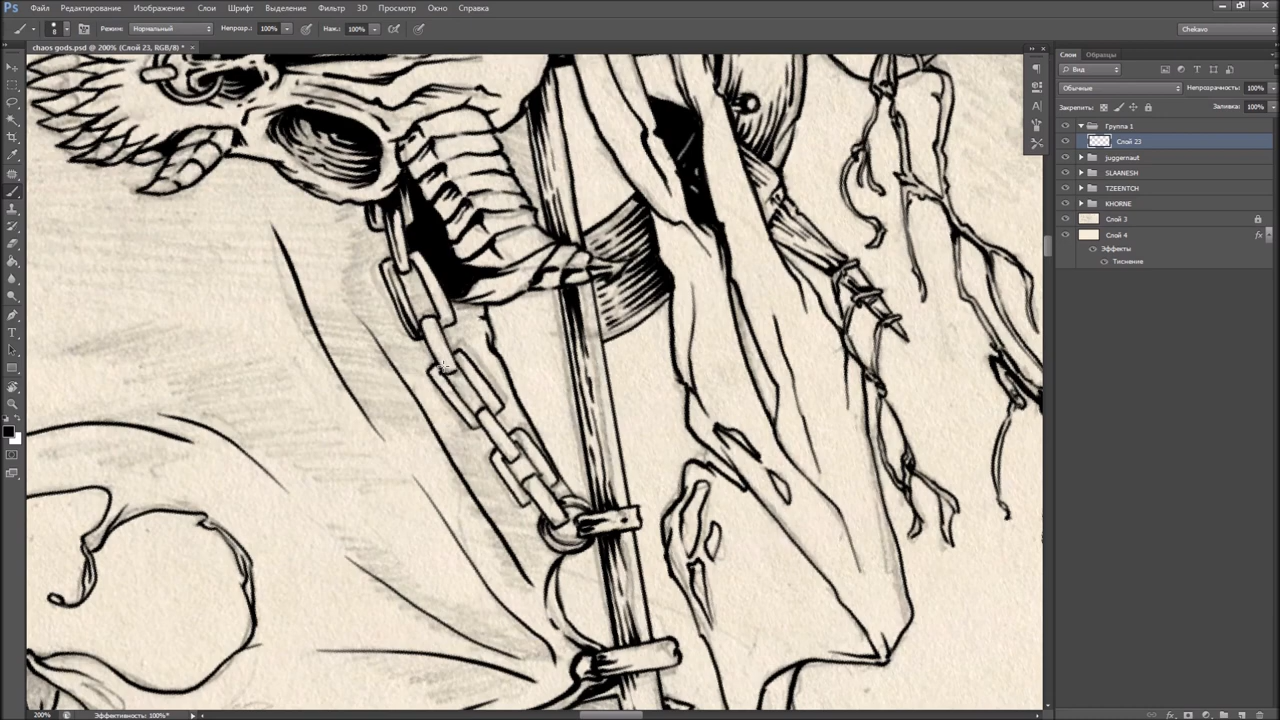 Ps Файл Редактирование Изображение Слои Шрифт Выделение Фильтр 3D Просмотр Окно Справка
Режим: Нормальный Непрозр.: 100% Наж.: 100% Chekavo
chaos gods.psd @ 200% (Слой 23, RGB/8) * ×
Слои Образцы
Вид
Обычные Непрозрачность: 100%
Закрепить: Заливка: 100%
Группа 1
Слой 23
juggernaut
SLAANESH
TZEENTCH
KHORNE
Слой 3
Слой 4 fx
Эффекты
Тиснение
200% Эффективность: 100%*